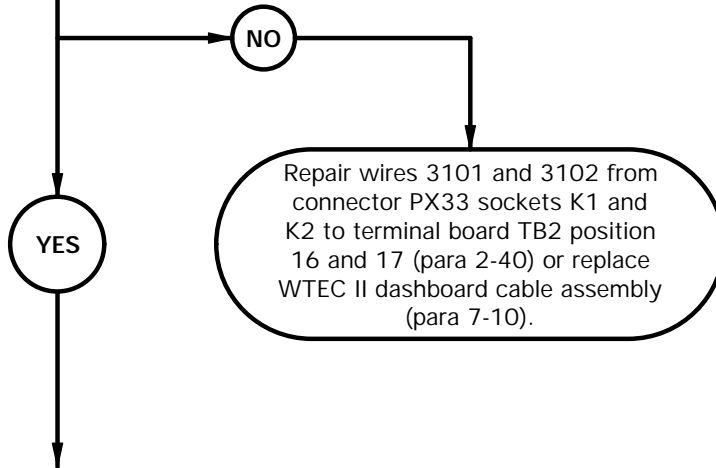 NO
YES
Repair wires 3101 and 3102 from
connector PX33 sockets K1 and
K2 to terminal board TB2 position
16 and 17 (para 2-40) or replace
WTEC II dashboard cable assembly
(para 7-10).